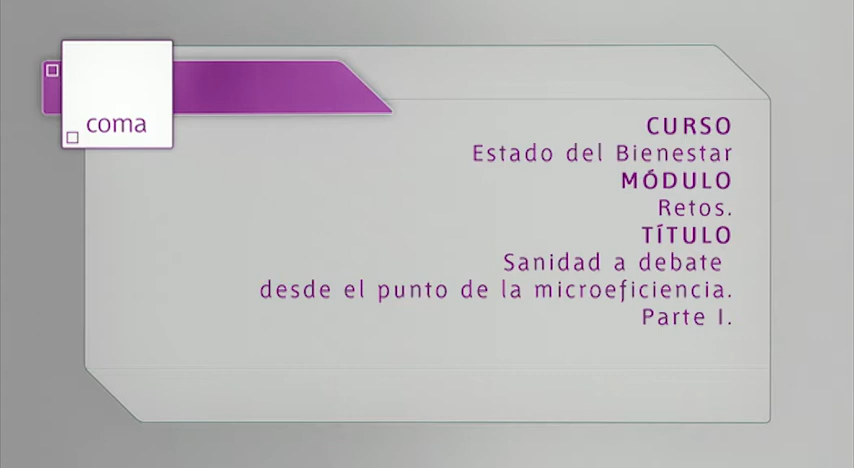 coma
CURSO
Estado del Bienestar
MÓDULO
Retos.
TÍTULO
Sanidad a debate
desde el punto de la microeficiencia.
Parte I.